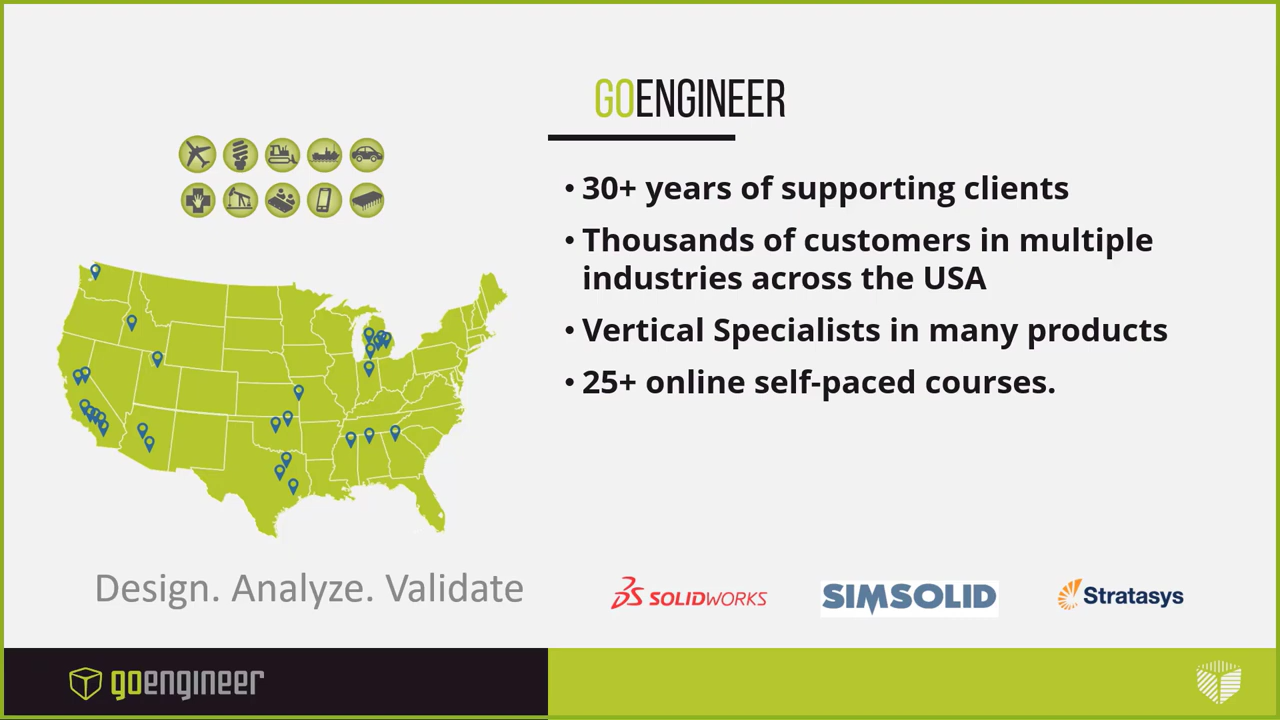 GOENGINEER
• 30+ years of supporting clients
• Thousands of customers in multiple
industries across the USA
• Vertical Specialists in many products
• 25+ online self-paced courses.
Design. Analyze. Validate
SOLIDWORKS
SIMSOLID
Stratasys
goengineer